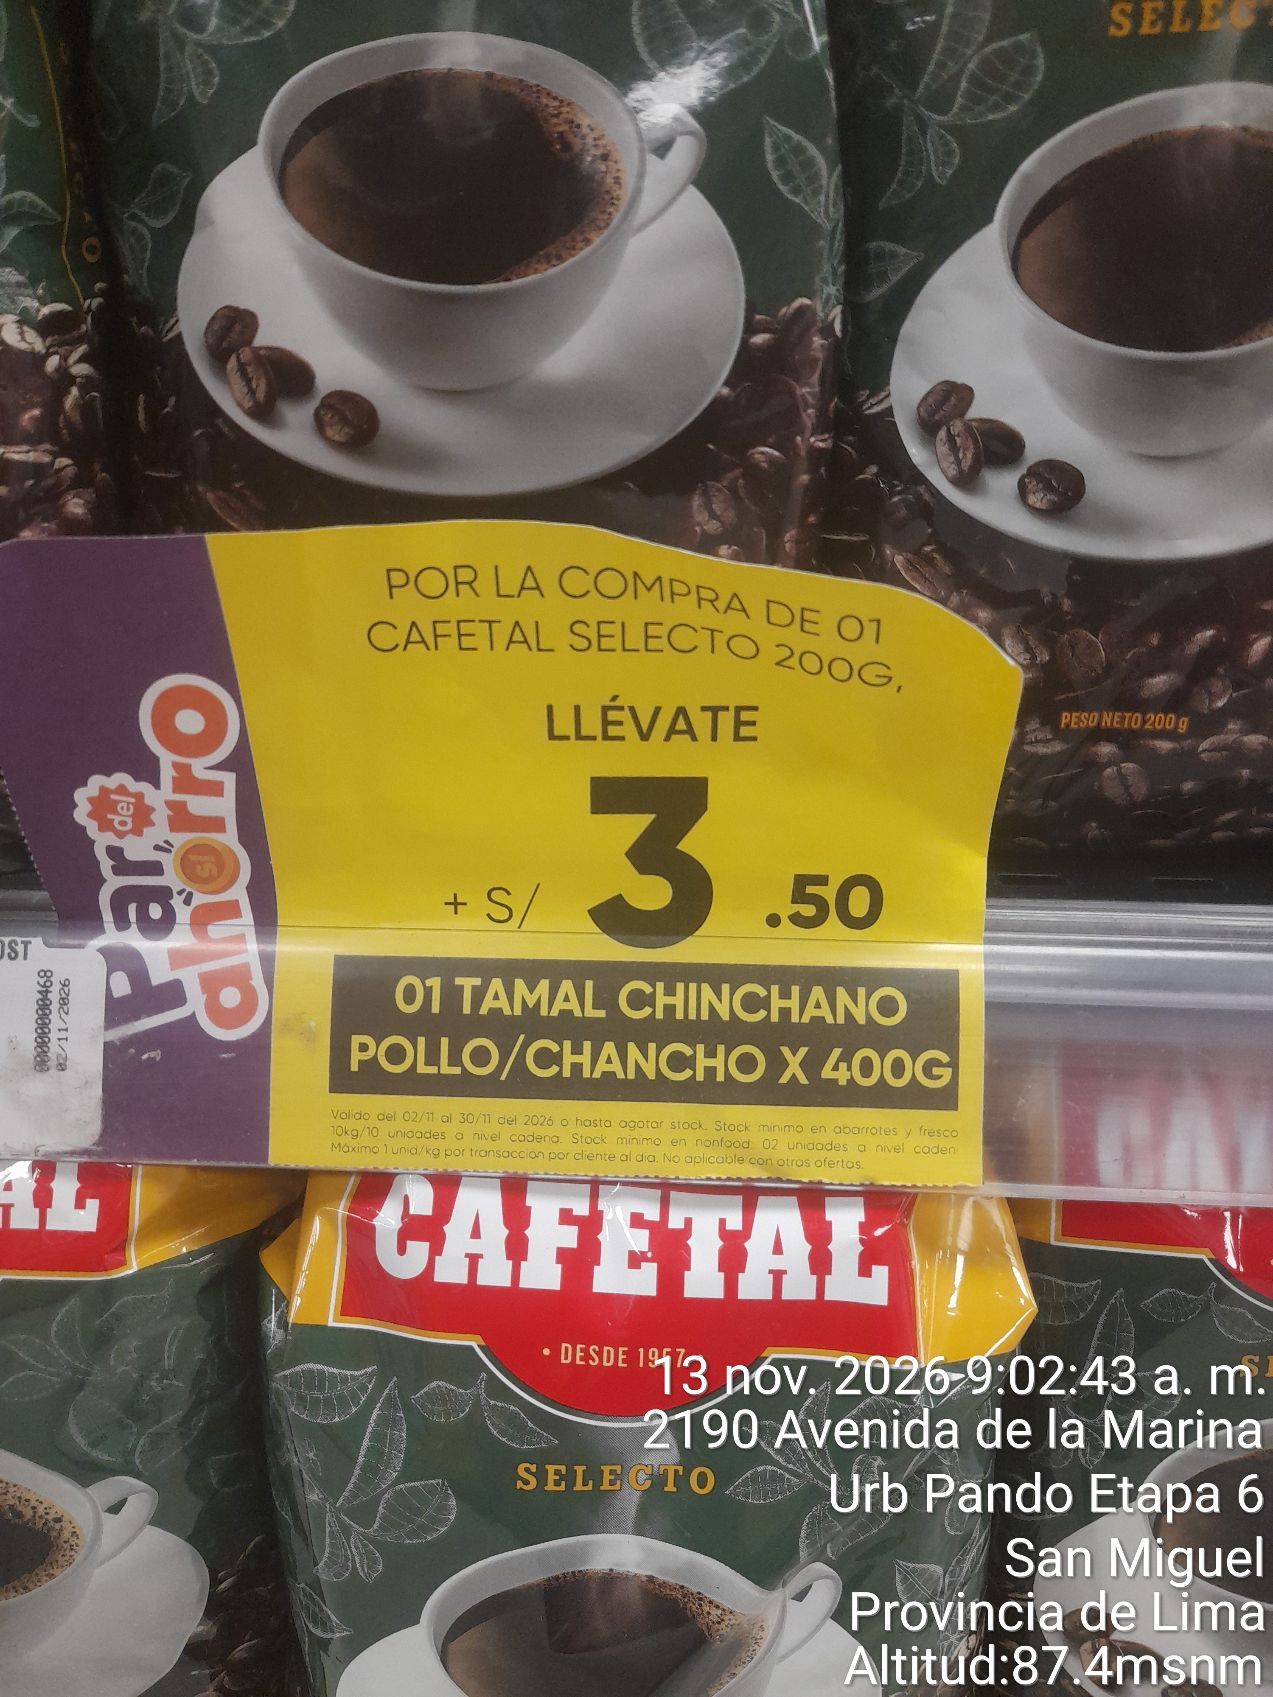 SELEC
POR LA COMPRA DE 01
CAFETAL SELECTO 200G,
LLÉVATE
+ S/ 3.50
01 TAMAL CHINCHANO
POLLO/CHANCHO X 400G
Válido del 02/11 al 30/11 del 2026 o hasta agotar stock. Stock mínimo en abarrotes y fresco
10kg/10 unidades a nivel cadena. Stock mínimo en nonfood: 02 unidades a nivel caden
Máximo 1 unid/kg por transacción por cliente al día. No aplicable con otras ofertas.
Par del ahorro
S/
PESO NETO 200 g
OST
02/11/2026
AL
CAFETAL
• DESDE 1957
SELECTO
13 nov. 2026 9:02:43 a. m.
2190 Avenida de la Marina
Urb Pando Etapa 6
San Miguel
Provincia de Lima
Altitud:87.4msnm